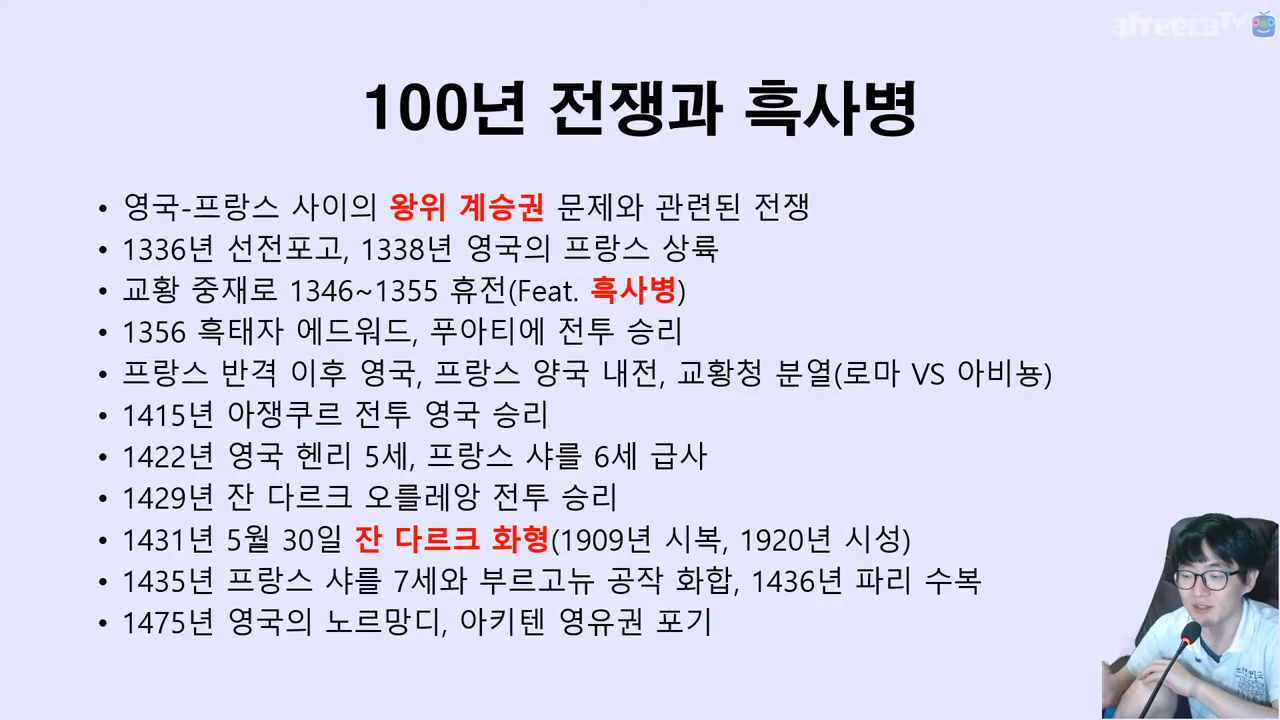 afreecaTV
100년 전쟁과 흑사병
• 영국-프랑스 사이의 왕위 계승권 문제와 관련된 전쟁
• 1336년 선전포고, 1338년 영국의 프랑스 상륙
• 교황 중재로 1346~1355 휴전(Feat. 흑사병)
• 1356 흑태자 에드워드, 푸아티에 전투 승리
• 프랑스 반격 이후 영국, 프랑스 양국 내전, 교황청 분열(로마 VS 아비뇽)
• 1415년 아쟁쿠르 전투 영국 승리
• 1422년 영국 헨리 5세, 프랑스 샤를 6세 급사
• 1429년 잔 다르크 오를레앙 전투 승리
• 1431년 5월 30일 잔 다르크 화형(1909년 시복, 1920년 시성)
• 1435년 프랑스 샤를 7세와 부르고뉴 공작 화합, 1436년 파리 수복
• 1475년 영국의 노르망디, 아키텐 영유권 포기